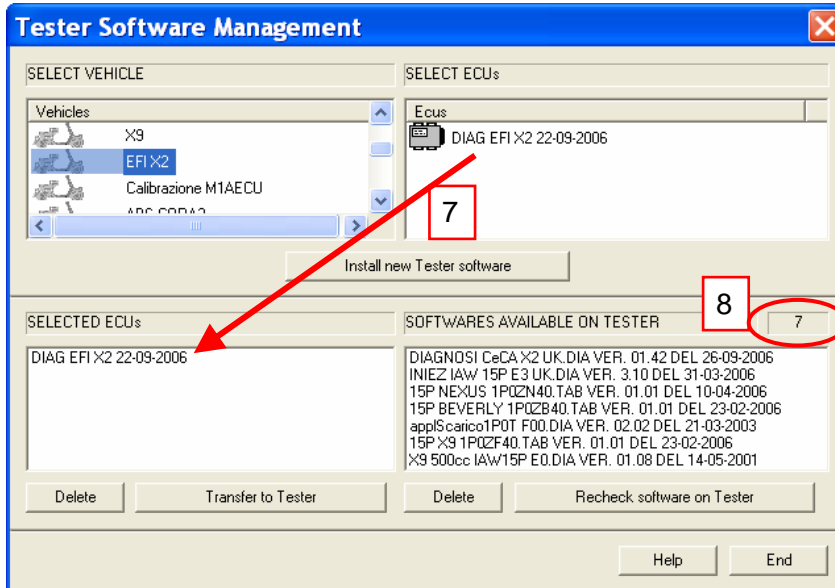 Tester Software Management
SELECT VEHICLE
SELECT ECUs
Vehicles
X9
EFI X2
Calibrazione M1AECU
Ecus
DIAG EFI X2 22-09-2006
7
Install new Tester software
8
SELECTED ECUs
DIAG EFI X2 22-09-2006
SOFTWARES AVAILABLE ON TESTER
7
DIAGNOSI CeCA X2 UK.DIA VER. 01.42 DEL 26-09-2006
INIEZ IAW 15P E3 UK.DIA VER. 3.10 DEL 31-03-2006
15P NEXUS 1P0ZN40.TAB VER. 01.01 DEL 10-04-2006
15P BEVERLY 1P0ZB40.TAB VER. 01.01 DEL 23-02-2006
applScarico1P0T F00.DIA VER. 02.02 DEL 21-03-2003
15P X9 1P0ZF40.TAB VER. 01.01 DEL 23-02-2006
X9 500cc IAW15P E0.DIA VER. 01.08 DEL 14-05-2001
Delete
Transfer to Tester
Delete
Recheck software on Tester
Help
End